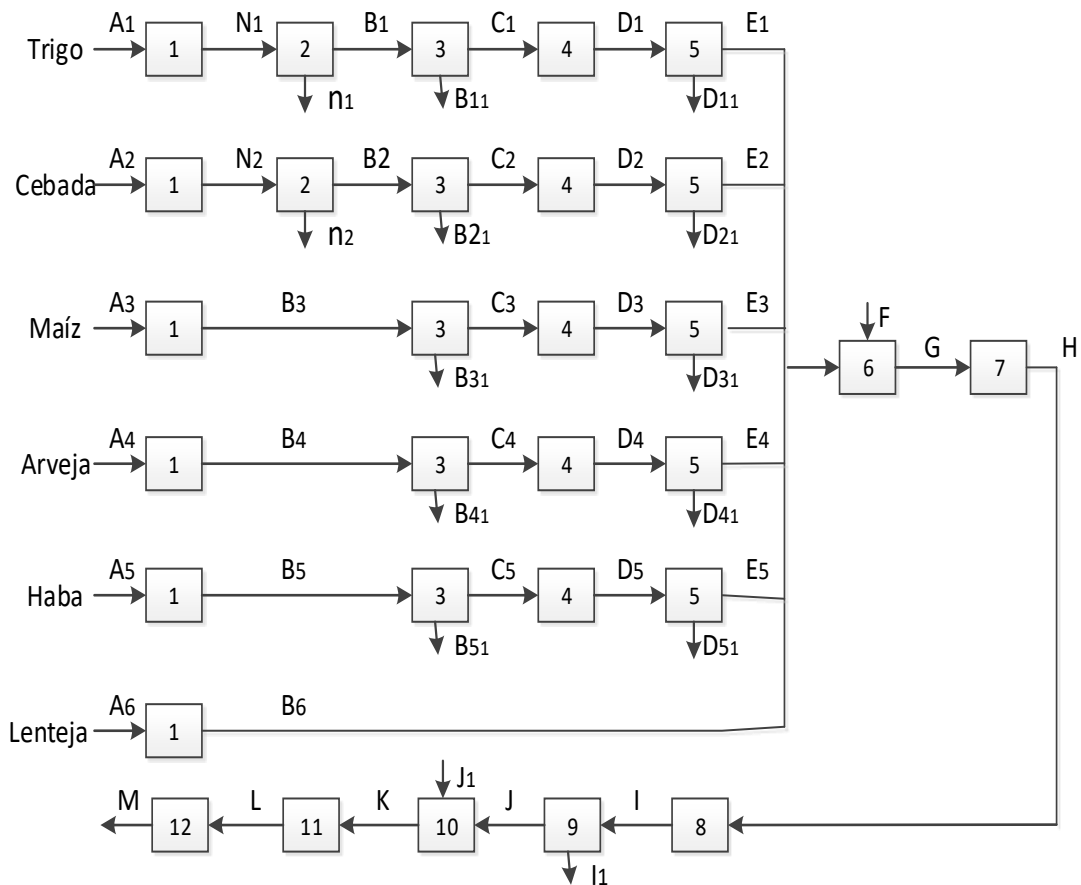 A1 N1 B1 C1 D1 E1
Trigo 1 2 3 4 5
n1 B11 D11
A2 N2 B2 C2 D2 E2
Cebada 1 2 3 4 5
n2 B21 D21
A3 B3 C3 D3 E3
Maíz 1 3 4 5
F
G H
6 7
B31 D31
A4 B4 C4 D4 E4
Arveja 1 3 4 5
B41 D41
A5 B5 C5 D5 E5
Haba 1 3 4 5
B51 D51
A6 B6
Lenteja 1
J1
M L K J I
12 11 10 9 8
I1